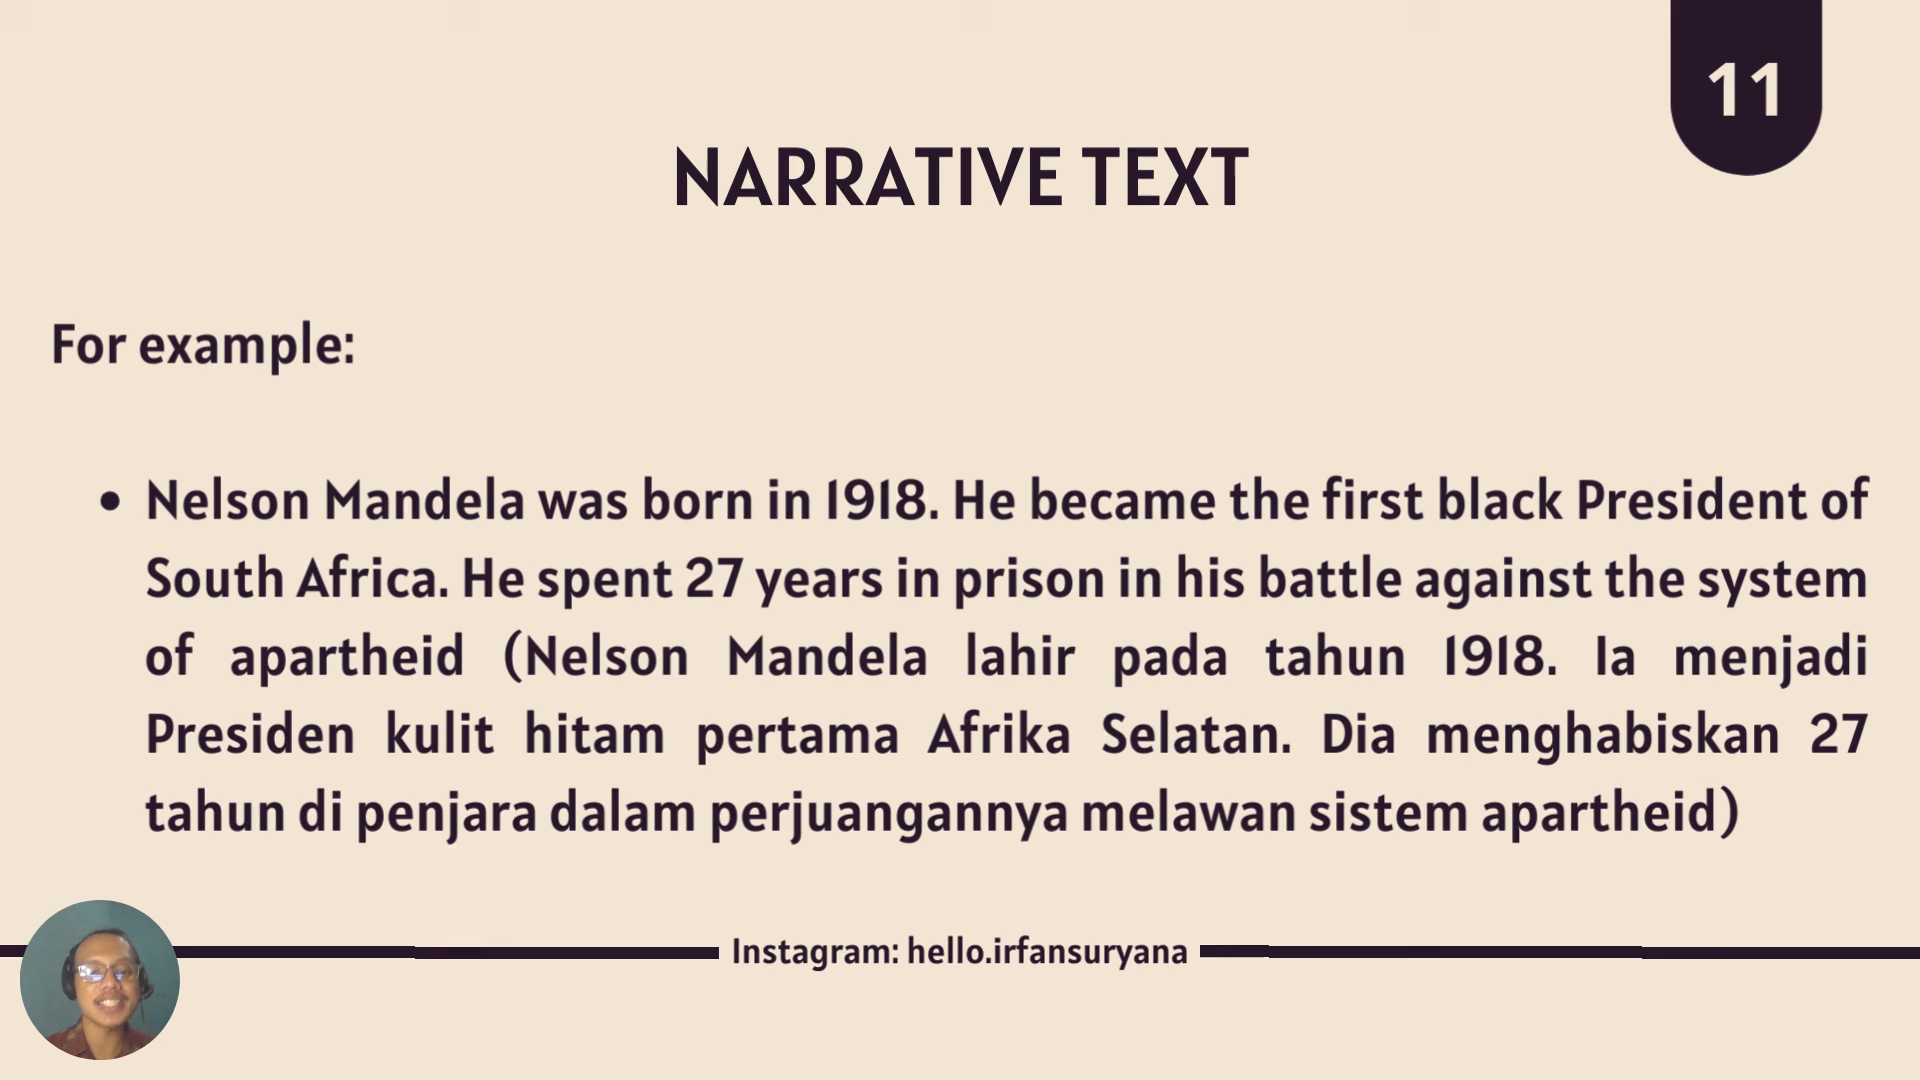 11
NARRATIVE TEXT
For example:
• Nelson Mandela was born in 1918. He became the first black President of
South Africa. He spent 27 years in prison in his battle against the system
of apartheid (Nelson Mandela lahir pada tahun 1918. Ia menjadi
Presiden kulit hitam pertama Afrika Selatan. Dia menghabiskan 27
tahun di penjara dalam perjuangannya melawan sistem apartheid)
Instagram: hello.irfansuryana